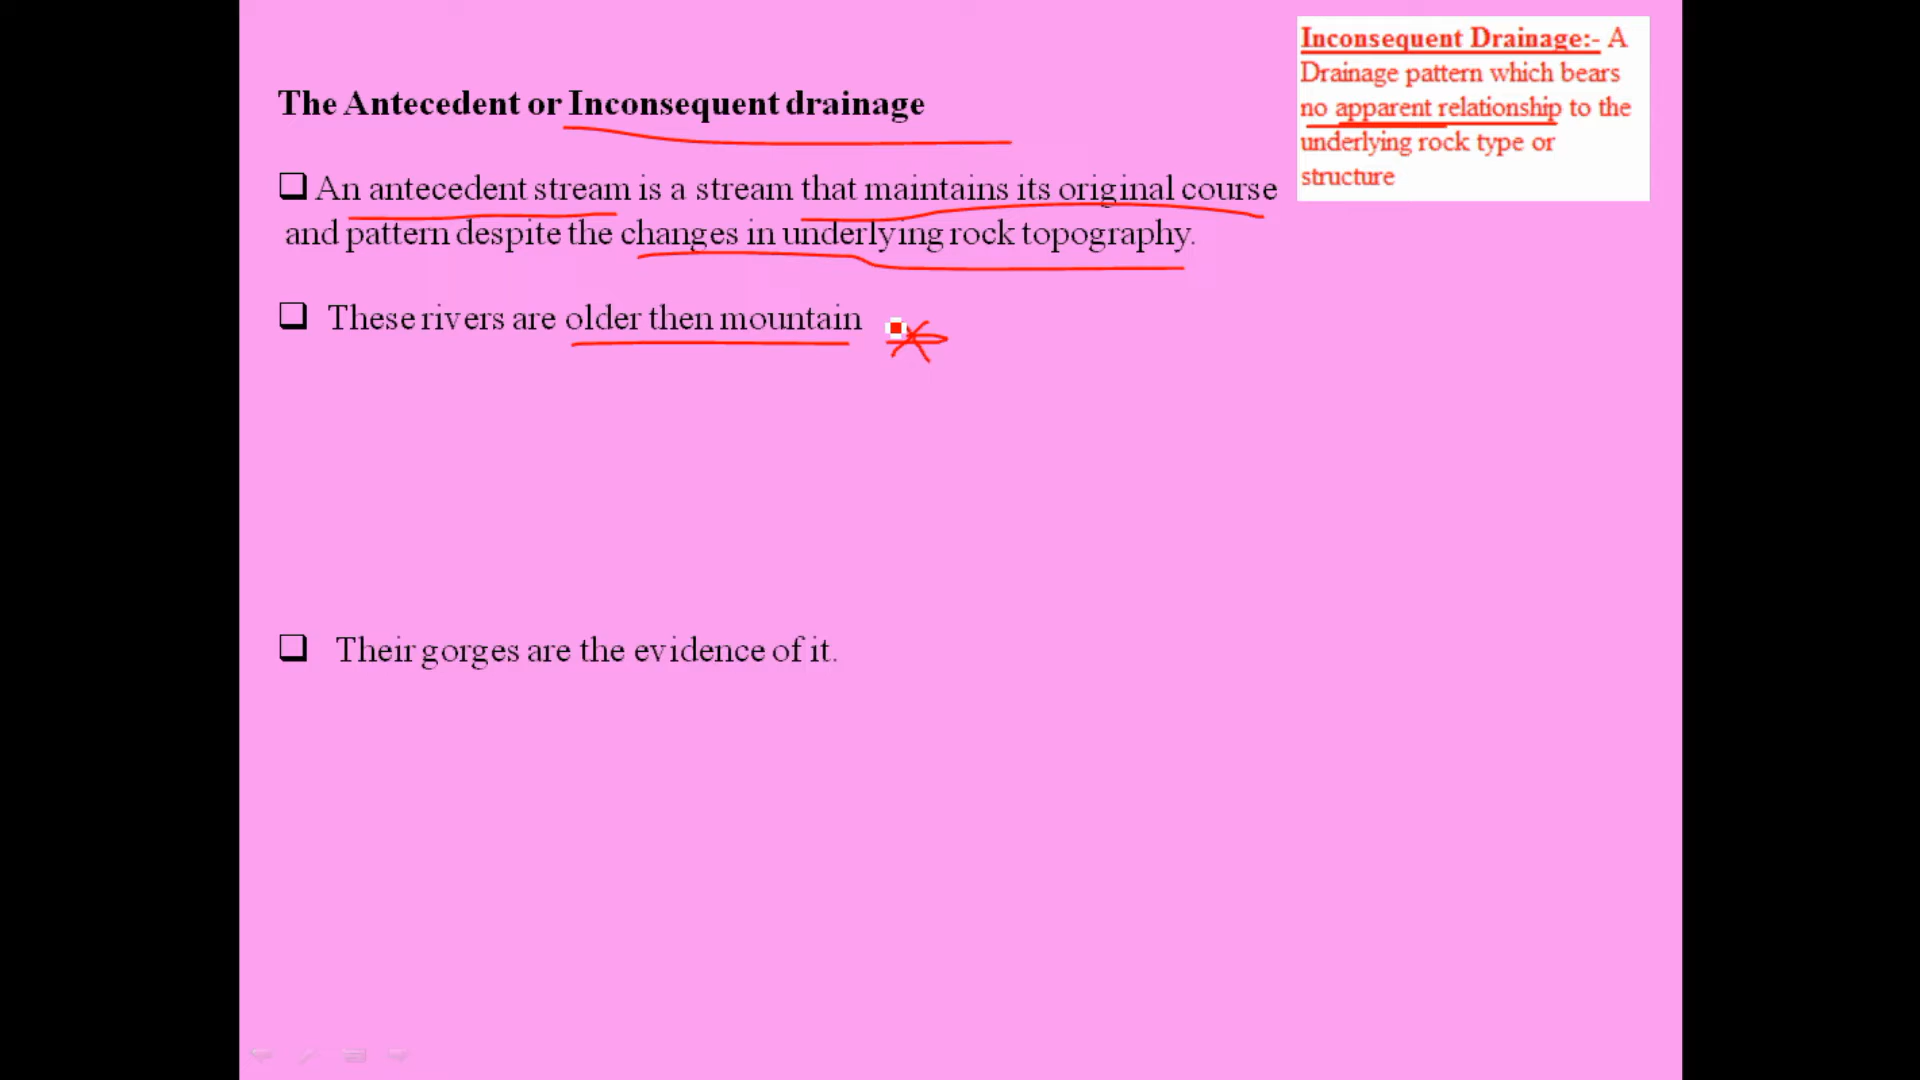 The Antecedent or Inconsequent drainage
An antecedent stream is a stream that maintains its original course
and pattern despite the changes in underlying rock topography.
These rivers are older then mountain
Their gorges are the evidence of it.
Inconsequent Drainage:- A
Drainage pattern which bears
no apparent relationship to the
underlying rock type or
structure